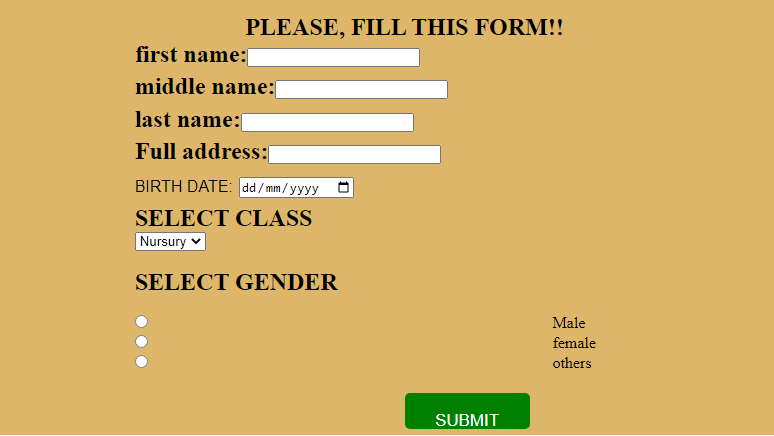 PLEASE, FILL THIS FORM!!
first name:
middle name:
last name:
Full address:
BIRTH DATE: dd/mm/yyyy
SELECT CLASS
Nursury
SELECT GENDER
Male
female
others
SUBMIT